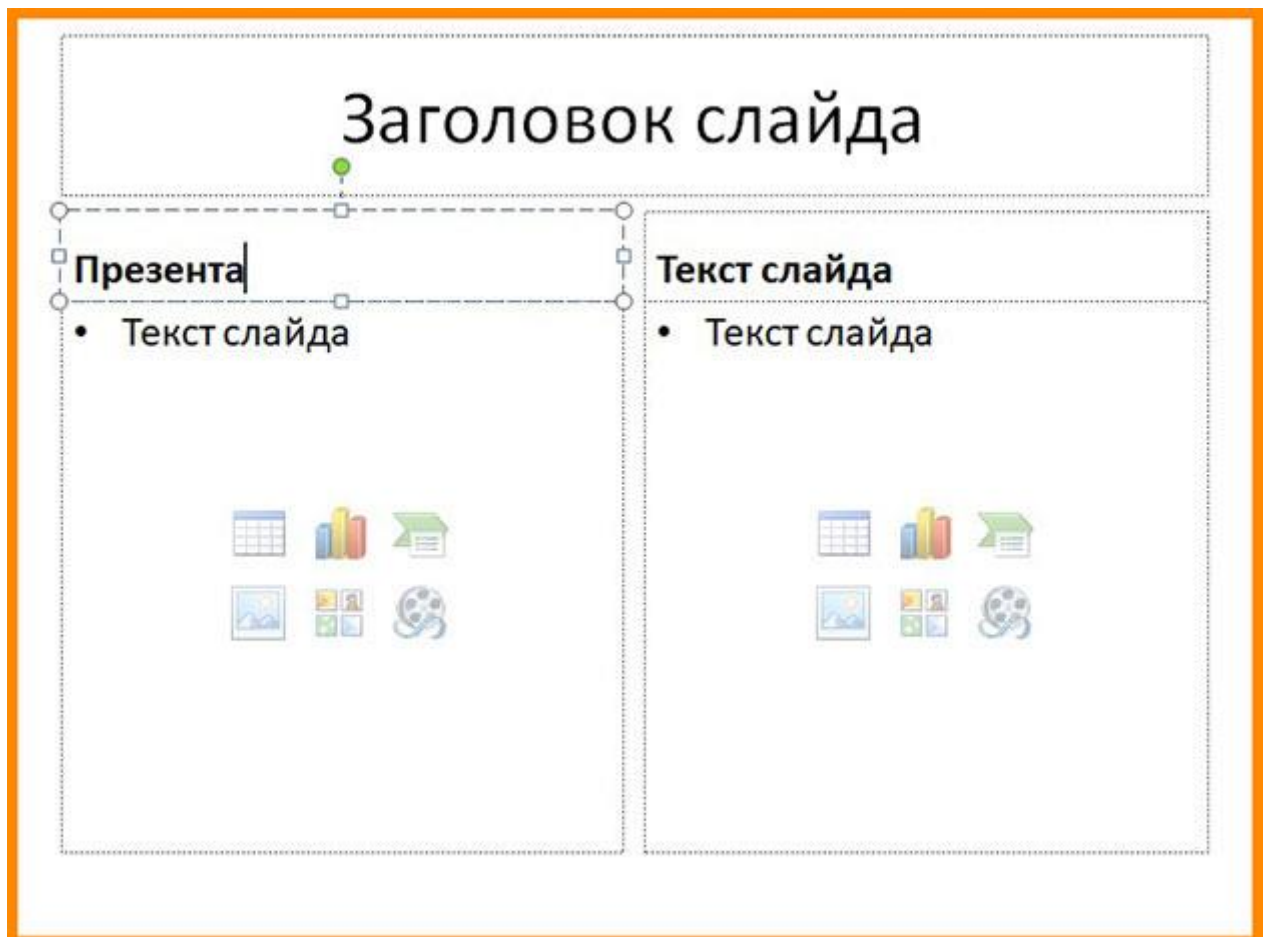 Заголовок слайда
Презента
Текст слайда
• Текст слайда
• Текст слайда